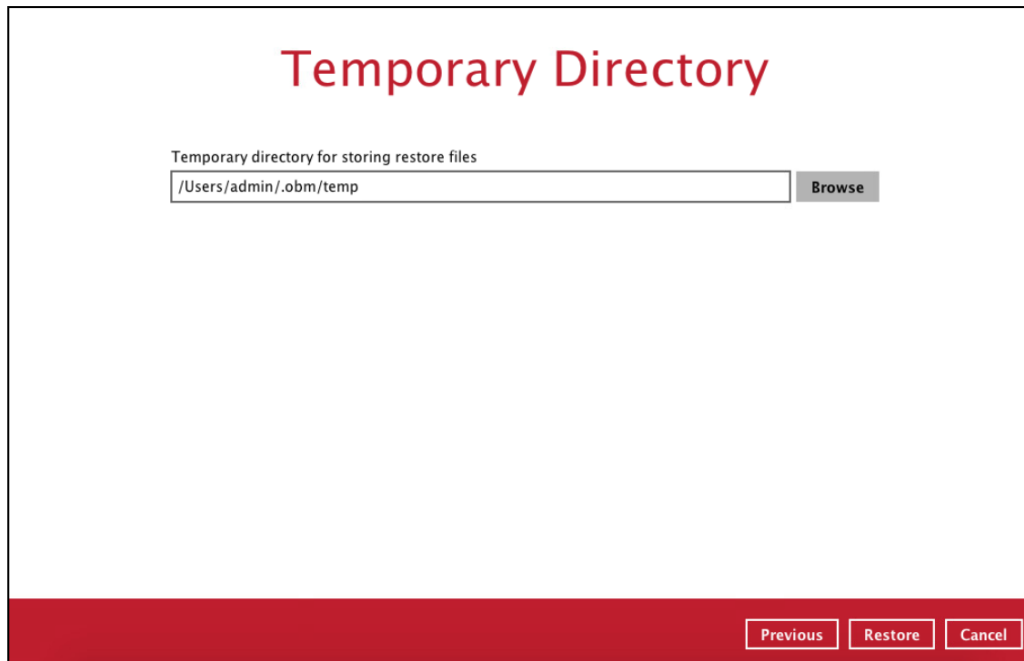 Temporary Directory
Temporary directory for storing restore files
/Users/admin/.obm/temp
Browse
Previous
Restore
Cancel